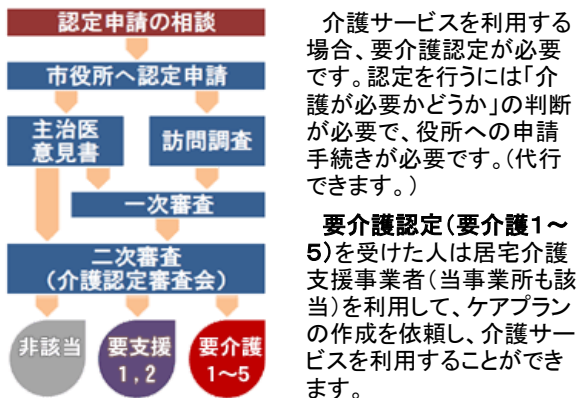 認定申請の相談
市役所へ認定申請
主治医
意見書
訪問調査
一次審査
二次審査
（介護認定審査会）
非該当
要支援
1，2
要介護
1～5
介護サービスを利用する
場合、要介護認定が必要
です。認定を行うには「介
護が必要かどうか」の判断
が必要で、役所への申請
手続きが必要です。（代行
できます。）
要介護認定（要介護1～
5）を受けた人は居宅介護
支援事業者（当事業所も該
当）を利用して、ケアプラン
の作成を依頼し、介護サー
ビスを利用することができ
ます。